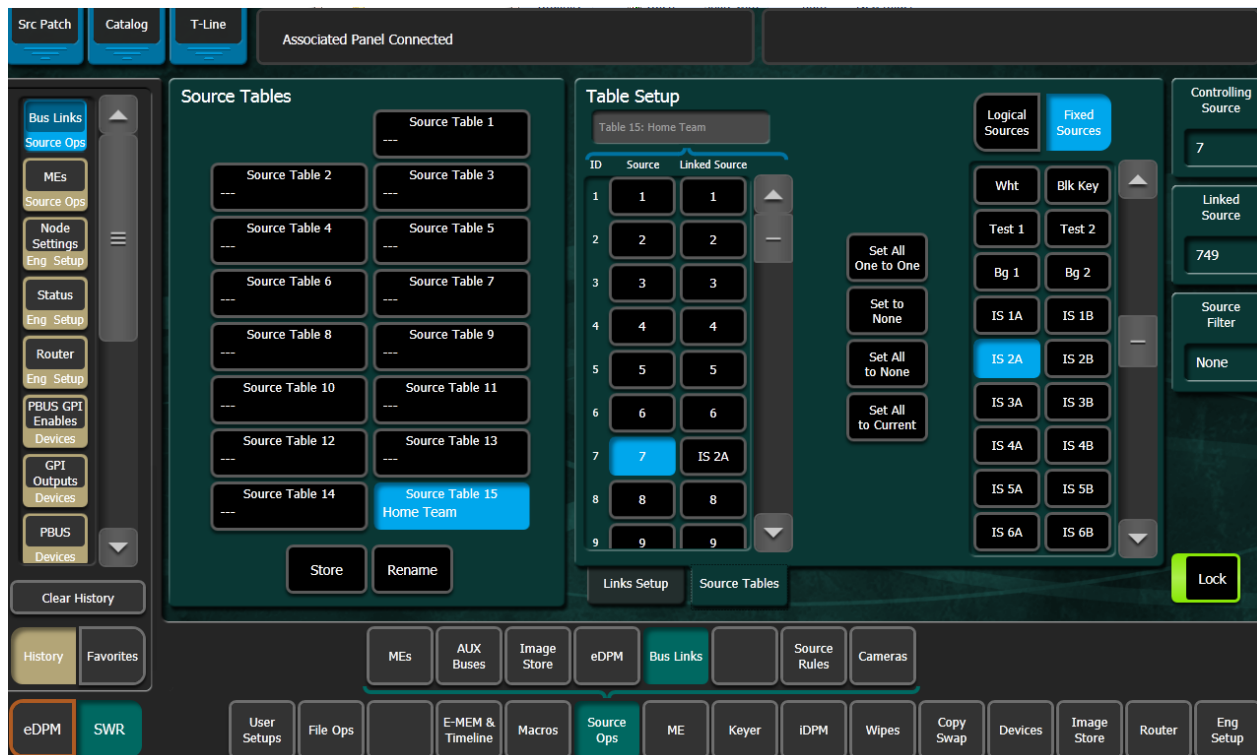 Src Patch
Catalog
T-Line
Associated Panel Connected
Bus Links
Source Ops
MEs
Source Ops
Node
Settings
Eng Setup
Status
Eng Setup
Router
Eng Setup
PBUS GPI
Enables
Devices
GPI
Outputs
Devices
PBUS
Devices
Clear History
History
Favorites
eDPM
SWR
Source Tables
Source Table 1
---
Source Table 2
---
Source Table 3
---
Source Table 4
---
Source Table 5
---
Source Table 6
---
Source Table 7
---
Source Table 8
---
Source Table 9
---
Source Table 10
---
Source Table 11
---
Source Table 12
---
Source Table 13
---
Source Table 14
---
Source Table 15
Home Team
Store
Rename
Table Setup
Table 15: Home Team
ID Source Linked Source
1 1 1
2 2 2
3 3 3
4 4 4
5 5 5
6 6 6
7 7 IS 2A
8 8 8
9 9 9
Set All
One to One
Set to
None
Set All
to None
Set All
to Current
Logical
Sources
Fixed
Sources
Wht Blk Key
Test 1 Test 2
Bg 1 Bg 2
IS 1A IS 1B
IS 2A IS 2B
IS 3A IS 3B
IS 4A IS 4B
IS 5A IS 5B
IS 6A IS 6B
Links Setup
Source Tables
Controlling
Source
7
Linked
Source
749
Source
Filter
None
Lock
MEs
AUX
Buses
Image
Store
eDPM
Bus Links
Source
Rules
Cameras
User
Setups
File Ops
E-MEM &
Timeline
Macros
Source
Ops
ME
Keyer
iDPM
Wipes
Copy
Swap
Devices
Image
Store
Router
Eng
Setup